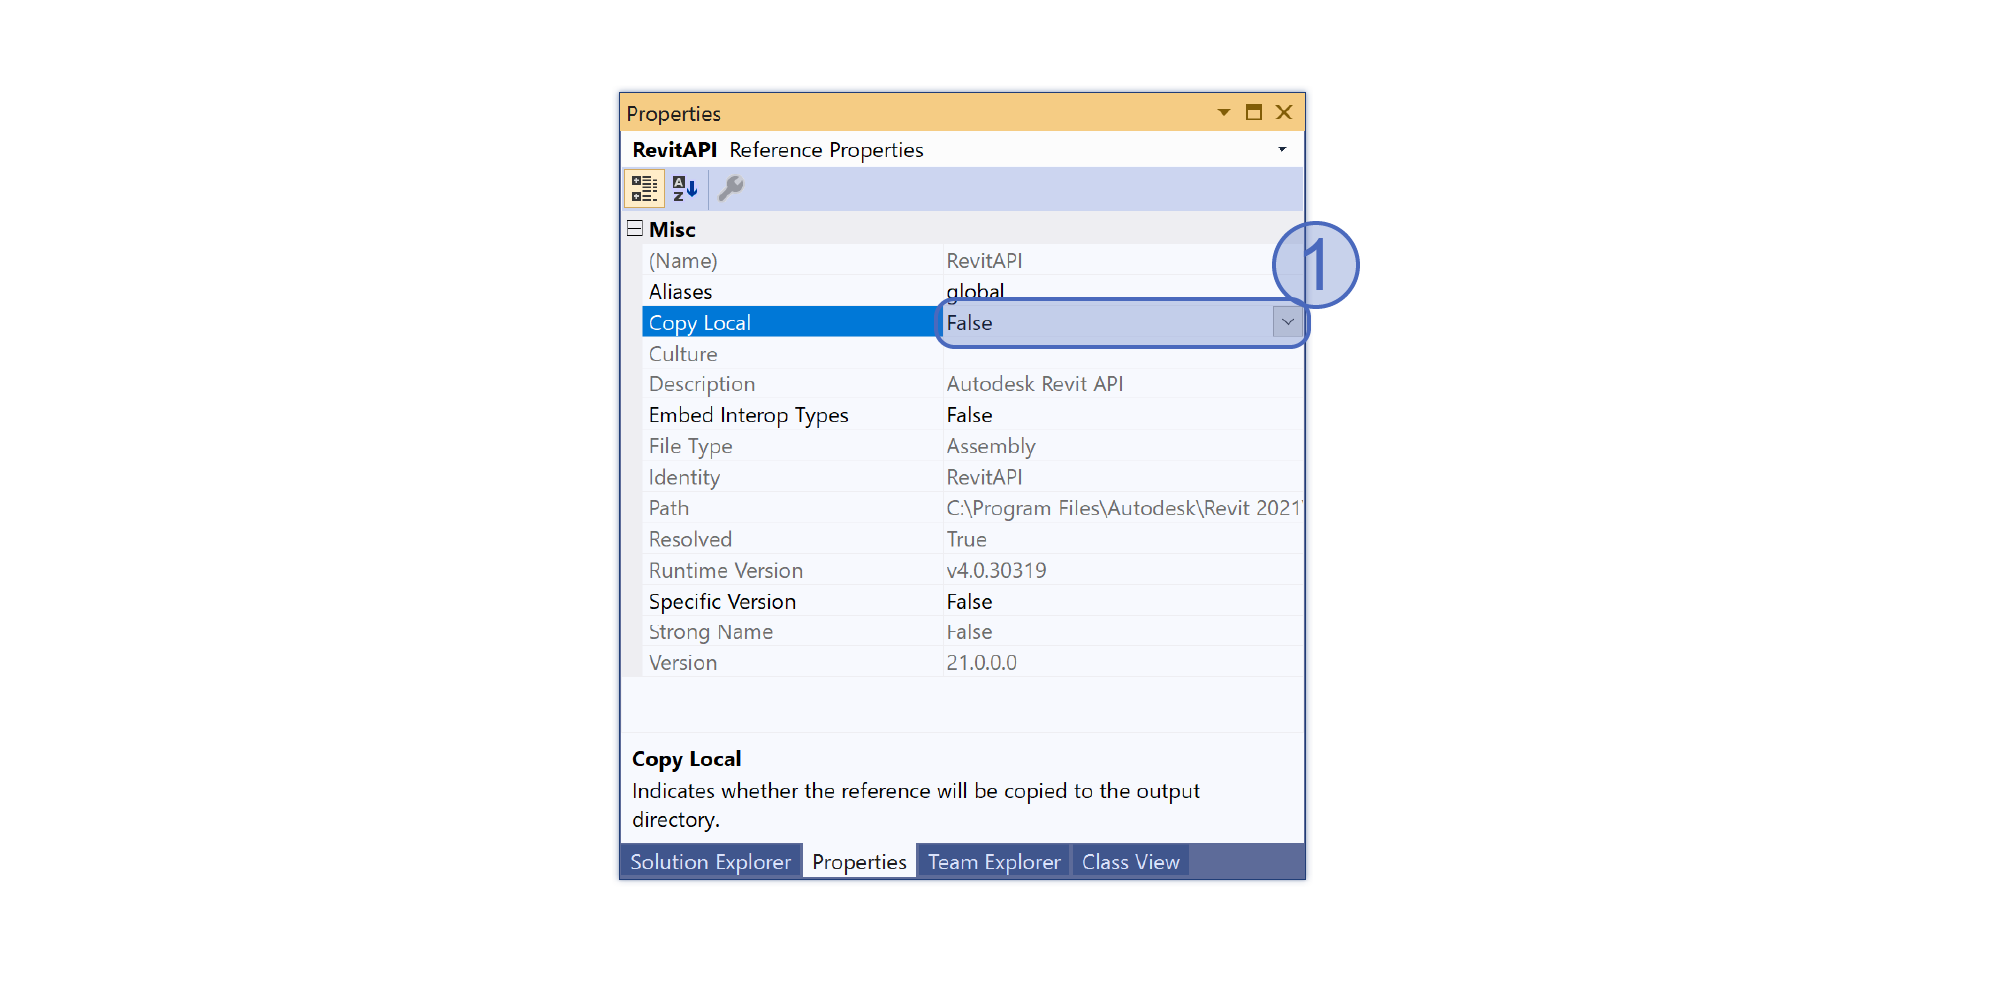 Properties
RevitAPI Reference Properties
Misc
(Name) RevitAPI
1
Aliases global
Copy Local False
Culture
Description Autodesk Revit API
Embed Interop Types False
File Type Assembly
Identity RevitAPI
Path C:\Program Files\Autodesk\Revit 2021\
Resolved True
Runtime Version v4.0.30319
Specific Version False
Strong Name False
Version 21.0.0.0
Copy Local
Indicates whether the reference will be copied to the output
directory.
Solution Explorer Properties Team Explorer Class View